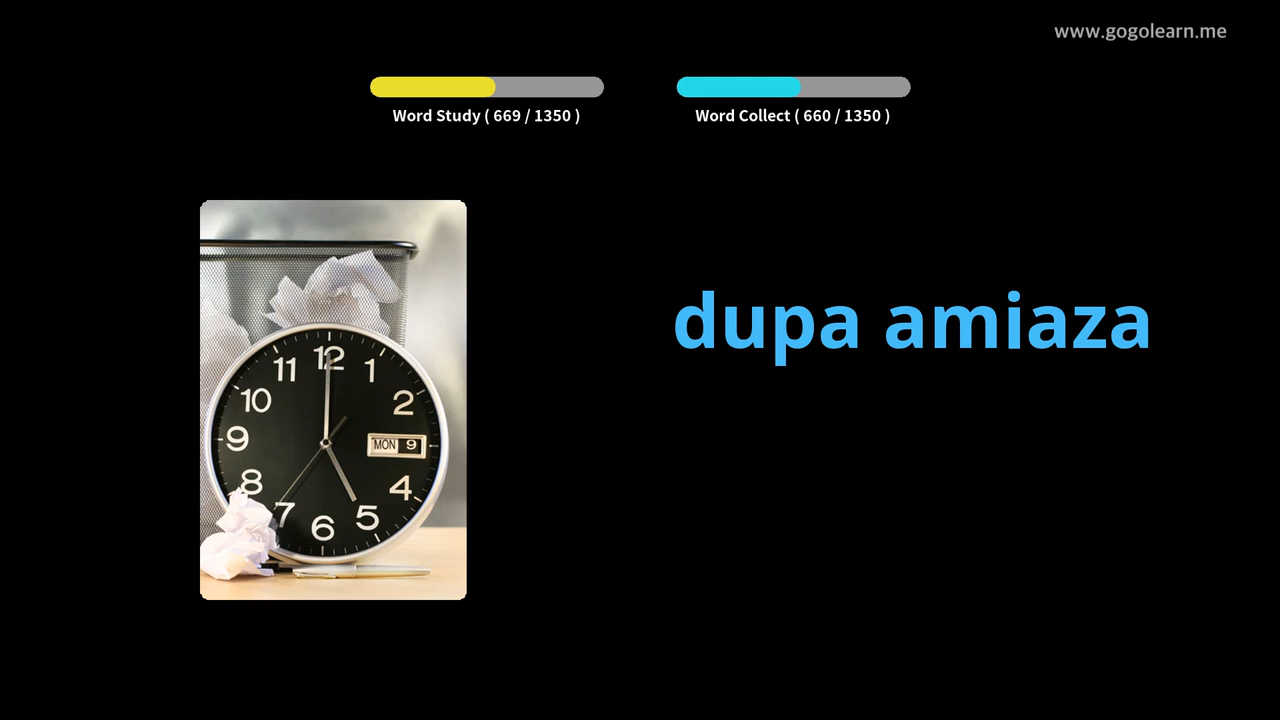 www.gogolearn.me
Word Study ( 669 / 1350 )
Word Collect ( 660 / 1350 )
dupa amiaza
12
11
1
10
2
9
MON 9
8
4
7
5
6